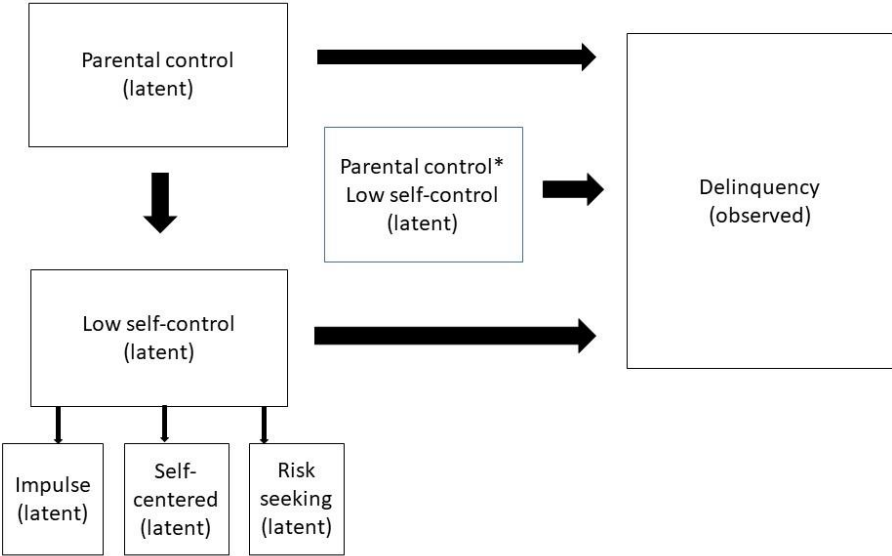 Parental control
(latent)
Parental control*
Low self-control
(latent)
Delinquency
(observed)
Low self-control
(latent)
Impulse
(latent)
Self-
centered
(latent)
Risk
seeking
(latent)